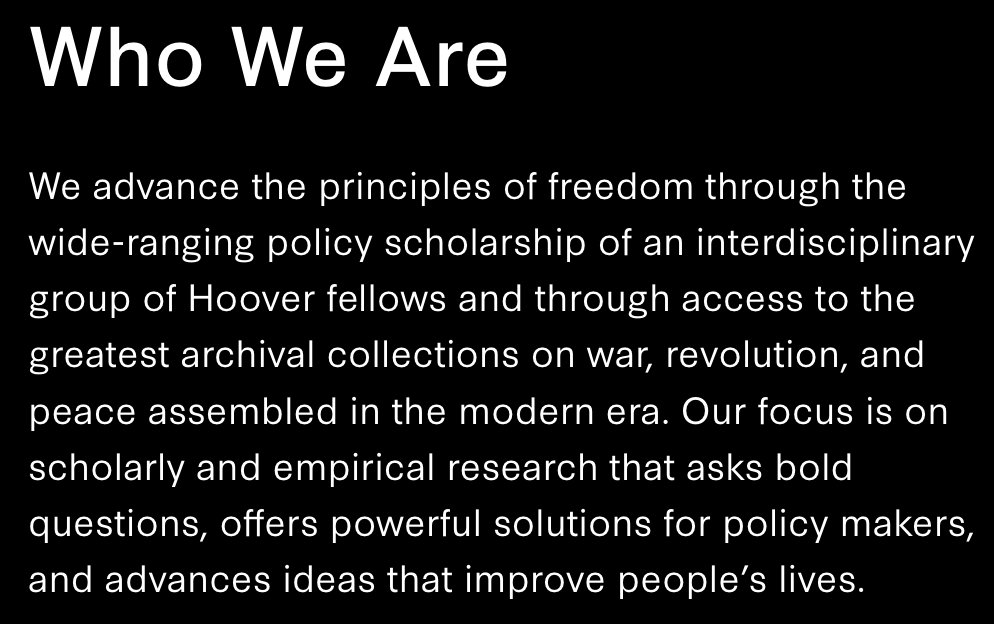 Who We Are
We advance the principles of freedom through the
wide-ranging policy scholarship of an interdisciplinary
group of Hoover fellows and through access to the
greatest archival collections on war, revolution, and
peace assembled in the modern era. Our focus is on
scholarly and empirical research that asks bold
questions, offers powerful solutions for policy makers,
and advances ideas that improve people’s lives.